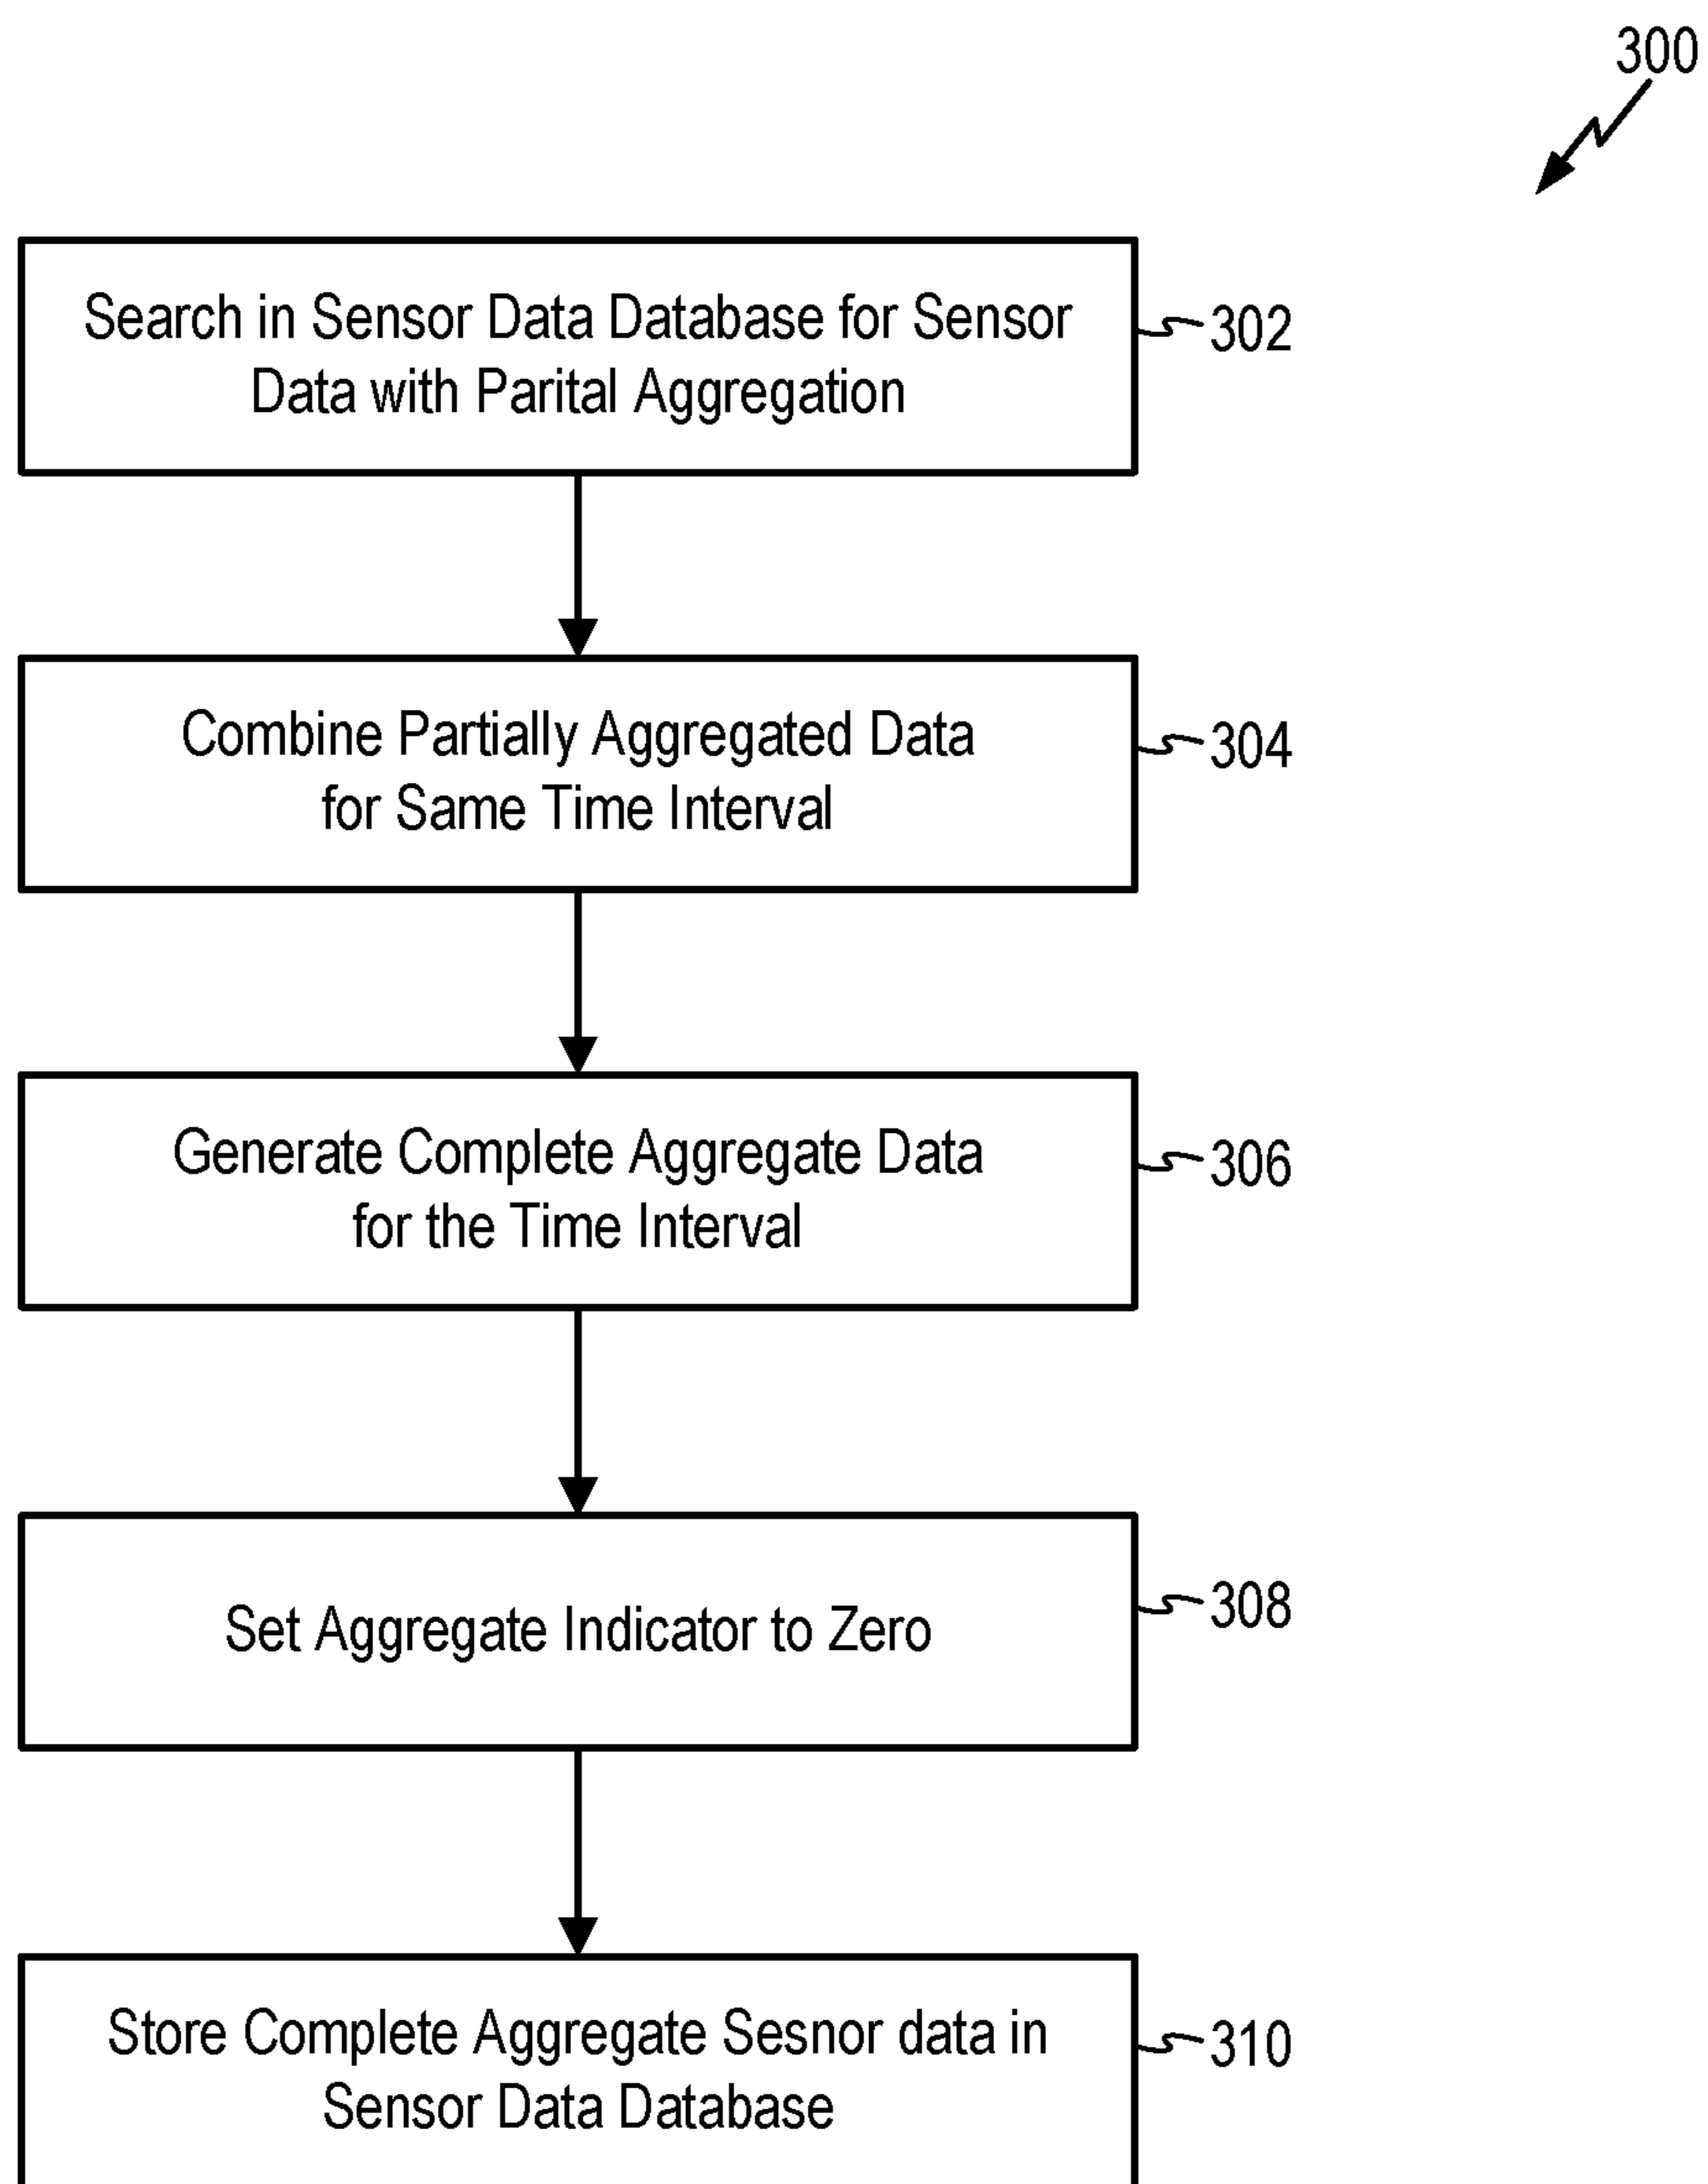 300
Search in Sensor Data Database for Sensor
Data with Parital Aggregation
302
Combine Partially Aggregated Data
for Same Time Interval
304
Generate Complete Aggregate Data
for the Time Interval
306
Set Aggregate Indicator to Zero
308
Store Complete Aggregate Sesnor data in
Sensor Data Database
310